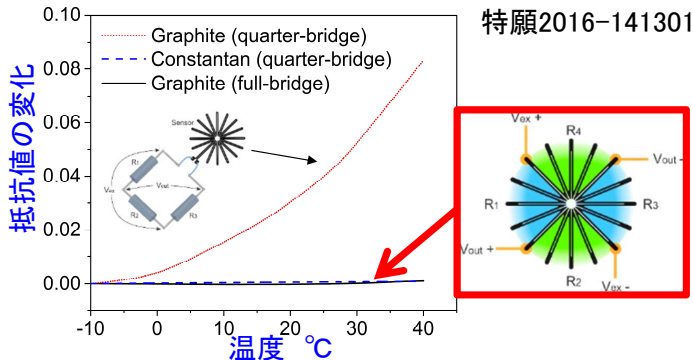 特願2016-141301
0.10
0.08
0.06
0.04
0.02
0.00
抵抗値の変化
Graphite (quarter-bridge)
Constantan (quarter-bridge)
Graphite (full-bridge)
Sensor
R1
Vex
Vout
R2
R3
-10
0
10
20
30
40
温度 ℃
Vex +
R4
Vout -
R1
R3
Vout +
R2
Vex -